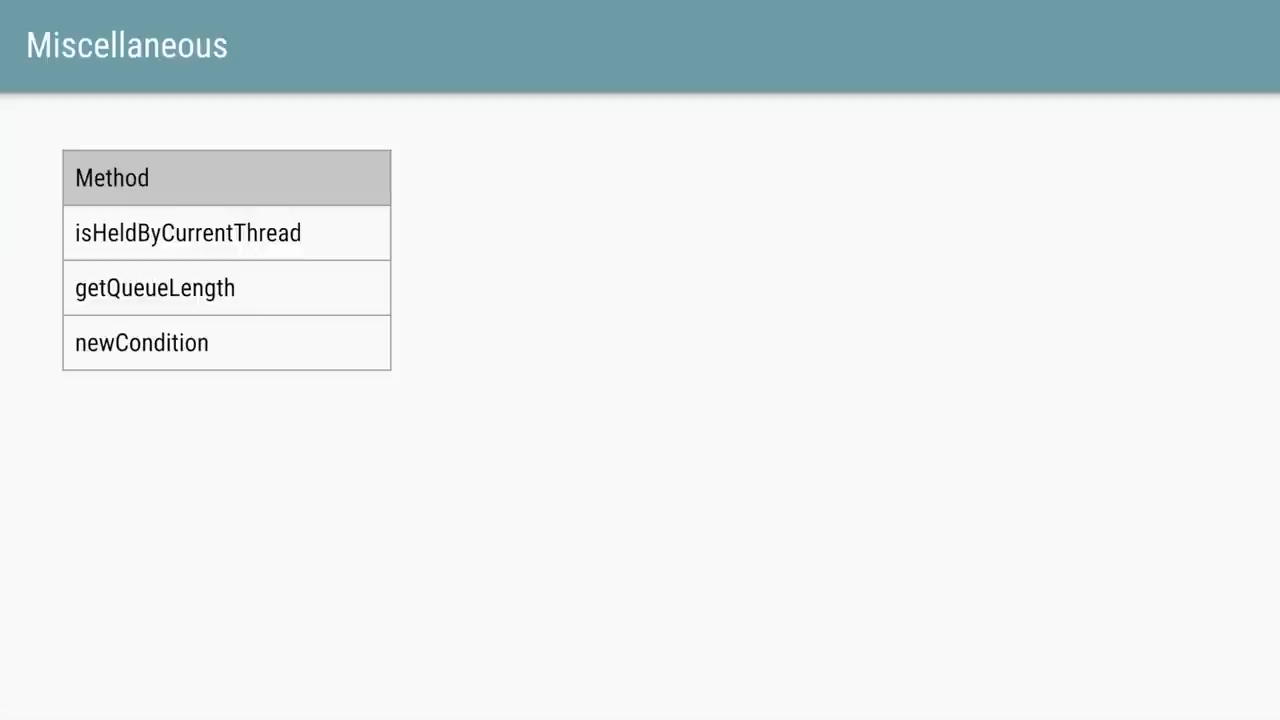 Miscellaneous
Method
isHeldByCurrentThread
getQueueLength
newCondition